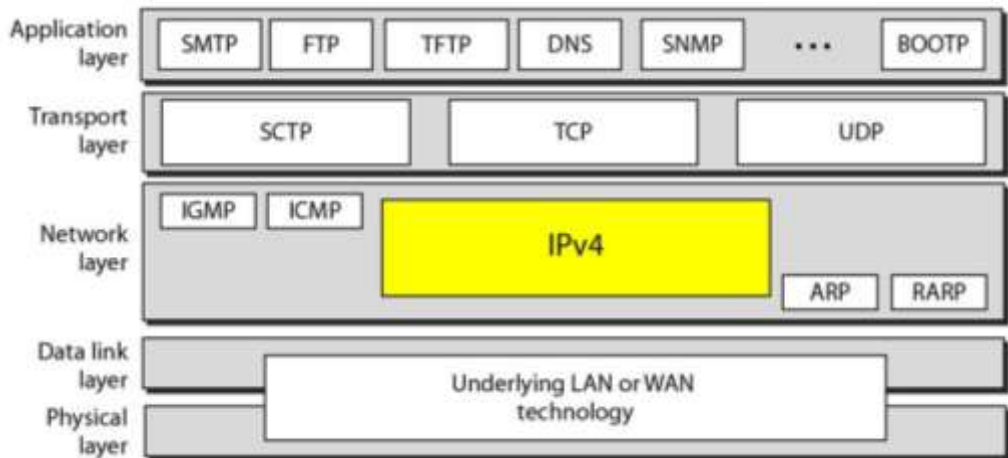 Application
layer
SMTP FTP TFTP DNS SNMP ... BOOTP
Transport
layer
SCTP TCP UDP
Network
layer
IGMP ICMP
IPv4
ARP RARP
Data link
layer
Underlying LAN or WAN
technology
Physical
layer